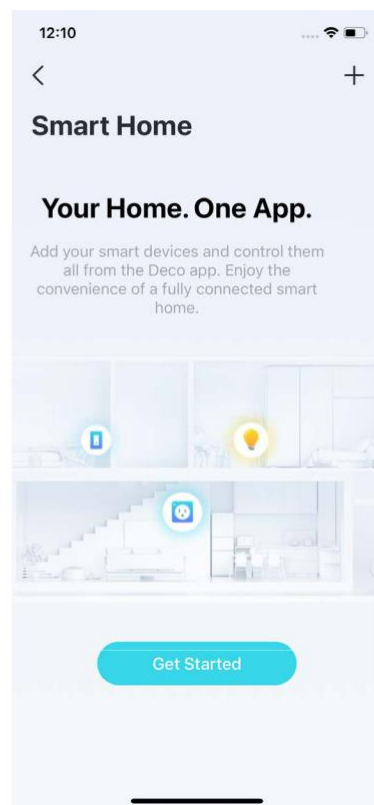 12:10
Smart Home
Your Home. One App.
Add your smart devices and control them
all from the Deco app. Enjoy the
convenience of a fully connected smart
home.
Get Started